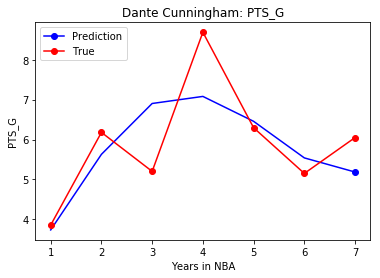 Dante Cunningham: PTS_G
Prediction
True
8
7
6
5
4
PTS_G
1 2 3 4 5 6 7
Years in NBA